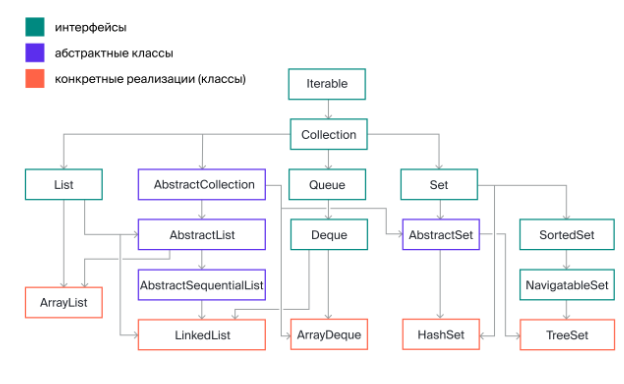 интерфейсы
абстрактные классы
конкретные реализации (классы)
Iterable
Collection
List
AbstractCollection
Queue
Set
AbstractList
Deque
AbstractSet
SortedSet
AbstractSequentialList
NavigatableSet
ArrayList
LinkedList
ArrayDeque
HashSet
TreeSet